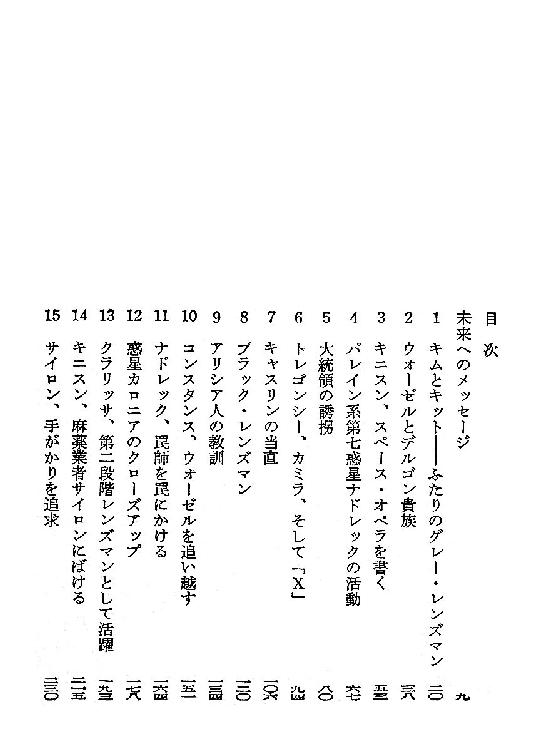 目次
未来へのメッセージ 九
1 キムとキット——ふたりのグレー・レンズマン 二〇
2 ウォーゼルとデルゴン貴族 三八
3 キニスン、スペース・オペラを書く 五三
4 パレイン系第七惑星ナドレックの活動 六七
5 大統領の誘拐 八〇
6 トレゴンシー、カミラ、そして「X」 九四
7 キャスリンの当直 一〇六
8 ブラック・レンズマン 一二〇
9 アリシア人の教訓 一三四
10 コンスタンス、ウォーゼルを追い越す 一五一
11 ナドレック、罠師を罠にかける 一六四
12 惑星カロニアのクローズアップ 一七八
13 クラリッサ、第二段階レンズマンとして活躍 一九三
14 キニスン、麻薬業者サイロンにばける 二一五
15 サイロン、手がかりを追求 二三〇